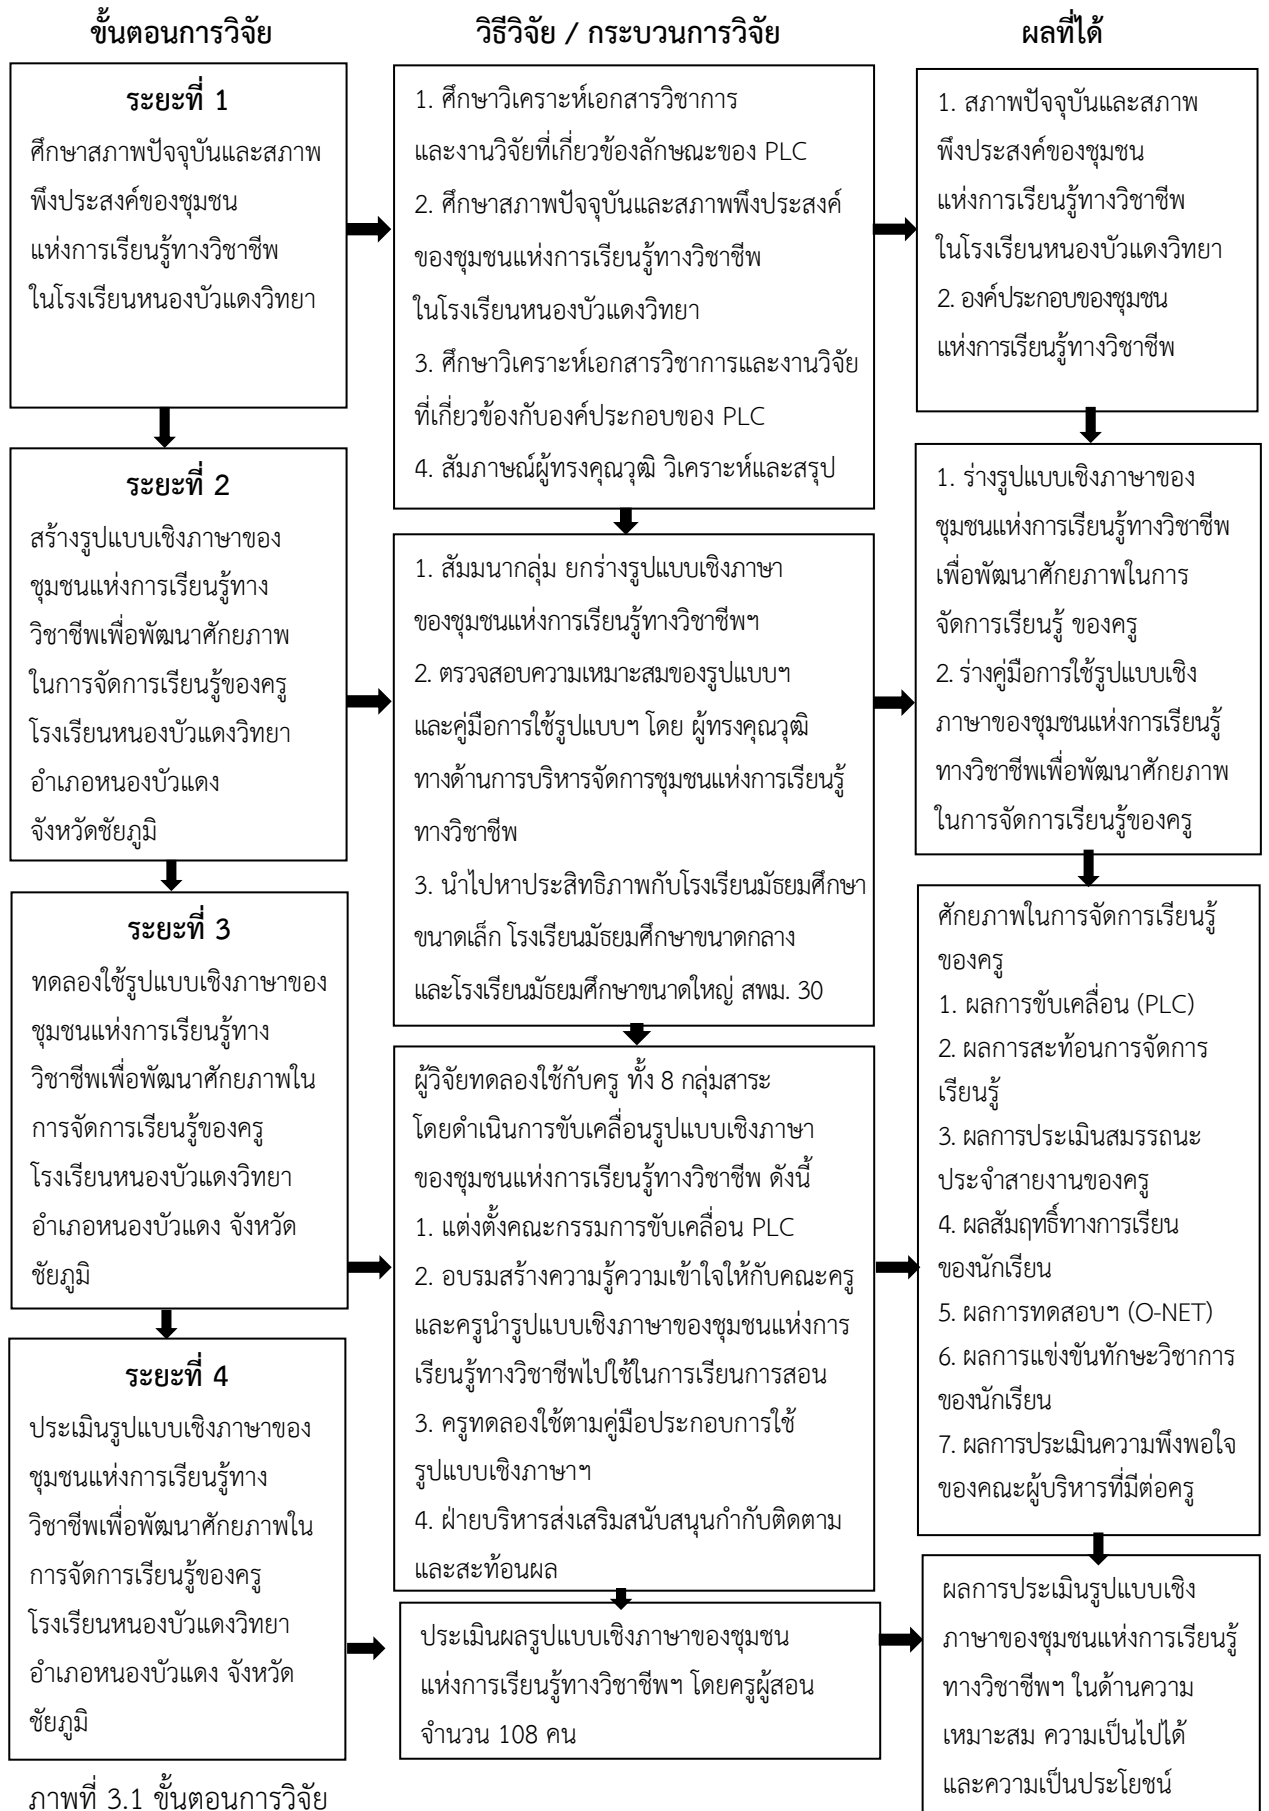 ขั้นตอนการวิจัย
วิธีวิจัย / กระบวนการวิจัย
ผลที่ได้
ระยะที่ 1
ศึกษาสภาพปัจจุบันและสภาพ
พึงประสงค์ของชุมชน
แห่งการเรียนรู้ทางวิชาชีพ
ในโรงเรียนหนองบัวแดงวิทยา
1. ศึกษาวิเคราะห์เอกสารวิชาการ
และงานวิจัยที่เกี่ยวข้องลักษณะของ PLC
2. ศึกษาสภาพปัจจุบันและสภาพพึงประสงค์
ของชุมชนแห่งการเรียนรู้ทางวิชาชีพ
ในโรงเรียนหนองบัวแดงวิทยา
3. ศึกษาวิเคราะห์เอกสารวิชาการและงานวิจัย
ที่เกี่ยวข้องกับองค์ประกอบของ PLC
4. สัมภาษณ์ผู้ทรงคุณวุฒิ วิเคราะห์และสรุป
1. สภาพปัจจุบันและสภาพ
พึงประสงค์ของชุมชน
แห่งการเรียนรู้ทางวิชาชีพ
ในโรงเรียนหนองบัวแดงวิทยา
2. องค์ประกอบของชุมชน
แห่งการเรียนรู้ทางวิชาชีพ
ระยะที่ 2
สร้างรูปแบบเชิงภาษาของ
ชุมชนแห่งการเรียนรู้ทาง
วิชาชีพเพื่อพัฒนาศักยภาพ
ในการจัดการเรียนรู้ของครู
โรงเรียนหนองบัวแดงวิทยา
อำเภอหนองบัวแดง
จังหวัดชัยภูมิ
1. สัมมนากลุ่ม ยกร่างรูปแบบเชิงภาษา
ของชุมชนแห่งการเรียนรู้ทางวิชาชีพฯ
2. ตรวจสอบความเหมาะสมของรูปแบบฯ
และคู่มือการใช้รูปแบบฯ โดย ผู้ทรงคุณวุฒิ
ทางด้านการบริหารจัดการชุมชนแห่งการเรียนรู้
ทางวิชาชีพ
3. นำไปหาประสิทธิภาพกับโรงเรียนมัธยมศึกษา
ขนาดเล็ก โรงเรียนมัธยมศึกษาขนาดกลาง
และโรงเรียนมัธยมศึกษาขนาดใหญ่ สพม. 30
1. ร่างรูปแบบเชิงภาษาของ
ชุมชนแห่งการเรียนรู้ทางวิชาชีพ
เพื่อพัฒนาศักยภาพในการ
จัดการเรียนรู้ ของครู
2. ร่างคู่มือการใช้รูปแบบเชิง
ภาษาของชุมชนแห่งการเรียนรู้
ทางวิชาชีพเพื่อพัฒนาศักยภาพ
ในการจัดการเรียนรู้ของครู
ระยะที่ 3
ทดลองใช้รูปแบบเชิงภาษาของ
ชุมชนแห่งการเรียนรู้ทาง
วิชาชีพเพื่อพัฒนาศักยภาพใน
การจัดการเรียนรู้ของครู
โรงเรียนหนองบัวแดงวิทยา
อำเภอหนองบัวแดง จังหวัด
ชัยภูมิ
ผู้วิจัยทดลองใช้กับครู ทั้ง 8 กลุ่มสาระ
โดยดำเนินการขับเคลื่อนรูปแบบเชิงภาษา
ของชุมชนแห่งการเรียนรู้ทางวิชาชีพ ดังนี้
1. แต่งตั้งคณะกรรมการขับเคลื่อน PLC
2. อบรมสร้างความรู้ความเข้าใจให้กับคณะครู
และครูนำรูปแบบเชิงภาษาของชุมชนแห่งการ
เรียนรู้ทางวิชาชีพไปใช้ในการเรียนการสอน
3. ครูทดลองใช้ตามคู่มือประกอบการใช้
รูปแบบเชิงภาษาฯ
4. ฝ่ายบริหารส่งเสริมสนับสนุนกำกับติดตาม
และสะท้อนผล
ศักยภาพในการจัดการเรียนรู้
ของครู
1. ผลการขับเคลื่อน (PLC)
2. ผลการสะท้อนการจัดการ
เรียนรู้
3. ผลการประเมินสมรรถนะ
ประจำสายงานของครู
4. ผลสัมฤทธิ์ทางการเรียน
ของนักเรียน
5. ผลการทดสอบฯ (O-NET)
6. ผลการแข่งขันทักษะวิชาการ
ของนักเรียน
7. ผลการประเมินความพึงพอใจ
ของคณะผู้บริหารที่มีต่อครู
ระยะที่ 4
ประเมินรูปแบบเชิงภาษาของ
ชุมชนแห่งการเรียนรู้ทาง
วิชาชีพเพื่อพัฒนาศักยภาพใน
การจัดการเรียนรู้ของครู
โรงเรียนหนองบัวแดงวิทยา
อำเภอหนองบัวแดง จังหวัด
ชัยภูมิ
ประเมินผลรูปแบบเชิงภาษาของชุมชน
แห่งการเรียนรู้ทางวิชาชีพฯ โดยครูผู้สอน
จำนวน 108 คน
ผลการประเมินรูปแบบเชิง
ภาษาของชุมชนแห่งการเรียนรู้
ทางวิชาชีพฯ ในด้านความ
เหมาะสม ความเป็นไปได้
และความเป็นประโยชน์
ภาพที่ 3.1 ขั้นตอนการวิจัย